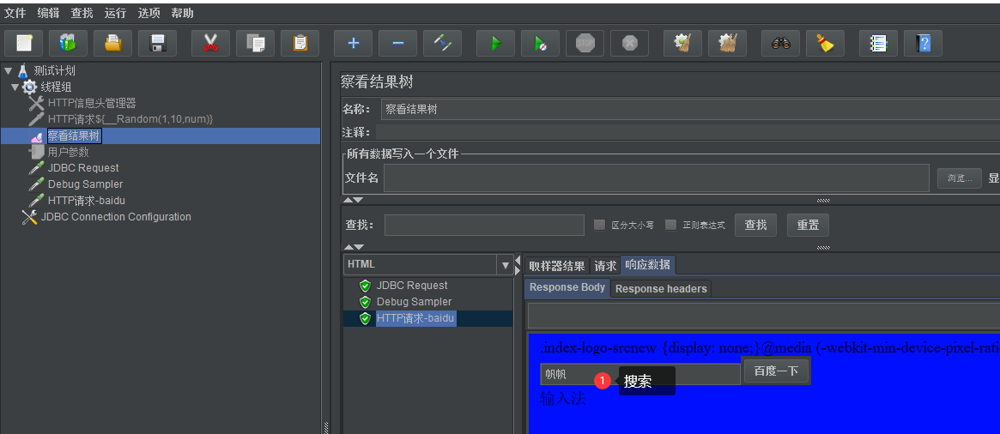 文件 编辑 查找 运行 选项 帮助
STOP
测试计划
线程组
HTTP信息头管理器
HTTP请求${__Random(1,10,num)}
察看结果树
用户参数
JDBC Request
Debug Sampler
HTTP请求-baidu
JDBC Connection Configuration
察看结果树
名称： 察看结果树
注释：
所有数据写入一个文件
文件名 浏览... 显
查找： 区分大小写 正则表达式 查找 重置
HTML
JDBC Request
Debug Sampler
HTTP请求-baidu
取样器结果 请求 响应数据
Response Body Response headers
.index-logo-srcnew {display: none;}@media (-webkit-min-device-pixel-rati
帆帆 百度一下
1 搜索
输入法